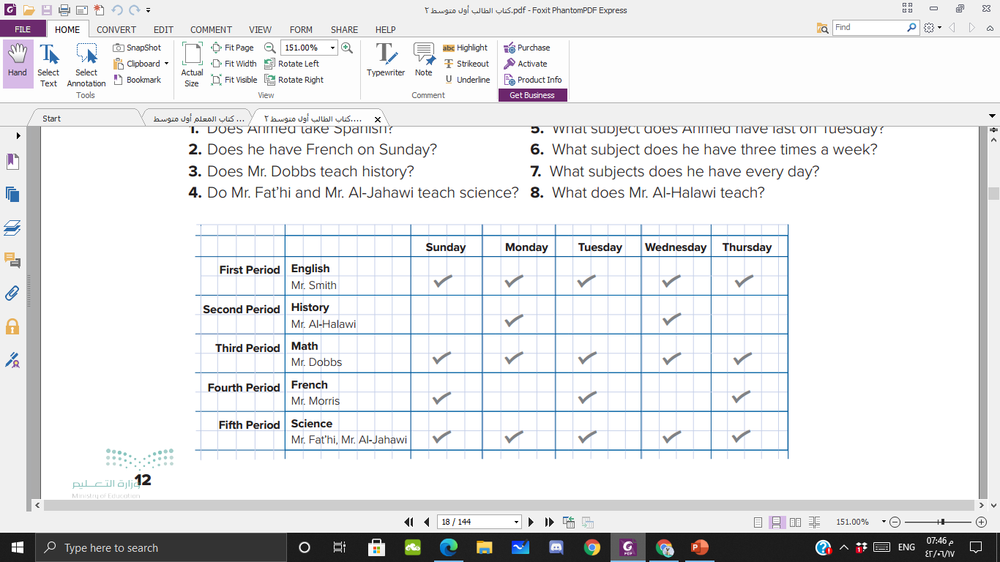 كتاب الطالب أول متوسط ٢.pdf - Foxit PhantomPDF Express
FILE HOME CONVERT EDIT COMMENT VIEW FORM SHARE HELP Find
Hand
Select Text
Select Annotation
SnapShot
Clipboard
Bookmark
Tools
Actual Size
Fit Page
Fit Width
Fit Visible
151.00%
Rotate Left
Rotate Right
View
Typewriter
Note
abc Highlight
Strikeout
Underline
Comment
Purchase
Activate
Product Info
Get Business
Start
كتاب المعلم أول متوسط ...
كتاب الطالب أول متوسط ٢....
1. Does Ahmed take Spanish?
2. Does he have French on Sunday?
3. Does Mr. Dobbs teach history?
4. Do Mr. Fat'hi and Mr. Al-Jahawi teach science?
5. What subject does Ahmed have last on Tuesday?
6. What subject does he have three times a week?
7. What subjects does he have every day?
8. What does Mr. Al-Halawi teach?
Sunday Monday Tuesday Wednesday Thursday
First Period English
Mr. Smith
Second Period History
Mr. Al-Halawi
Third Period Math
Mr. Dobbs
Fourth Period French
Mr. Morris
Fifth Period Science
Mr. Fat'hi, Mr. Al-Jahawi
وزارة التعليم
12
Ministry of Education
18 / 144
151.00%
Type here to search
ENG
07:46 م
٤٢/٠٦/١٧